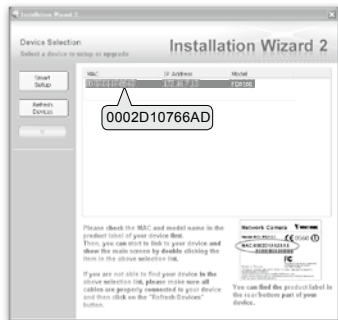 Installation Wizard 2
Device Selection
Select a device to setup or upgrade
Installation Wizard 2
Smart
Setup
Refresh
Devices
MAC
IP Address
Model
0002D10766AD
Please check the MAC and model name in the
product label of your device first.
Then, you can start to link to your device and
show the main screen by double clicking the
item in the above selection list.
If you are not able to find your device in the
above selection list, please make sure all
cables are properly connected to your device
and then click on the "Refresh Devices"
button.
Network Camera
You can find the product label in
the rear/bottom part of your
device.